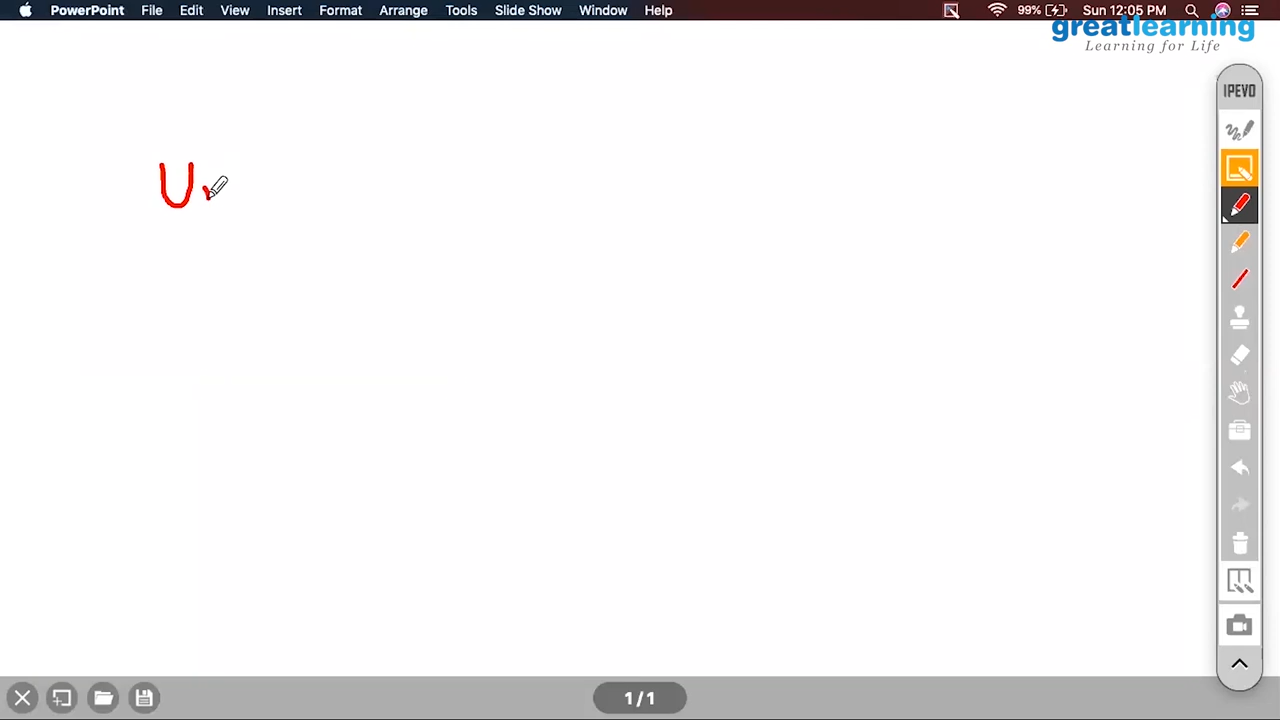 PowerPoint File Edit View Insert Format Arrange Tools Slide Show Window Help 99% Sun 12:05 PM
greatlearning
Learning for Life
IPEVO
U
1/1